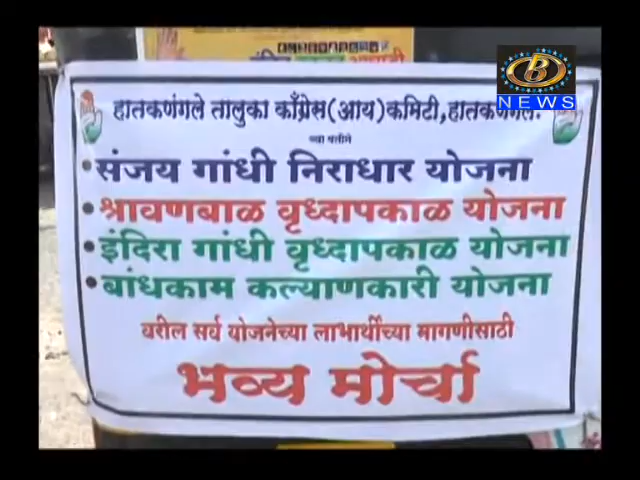 B
NEWS
हातकणंगले तालुका काँग्रेस(आय)कमिटी,हातकणंगले.
च्या वतीने
• संजय गांधी निराधार योजना
• श्रावणबाळ वृध्दापकाळ योजना
• इंदिरा गांधी वृध्दापकाळ योजना
• बांधकाम कल्याणकारी योजना
वरील सर्व योजनेच्या लाभार्थीच्या मागणीसाठी
भव्य मोर्चा